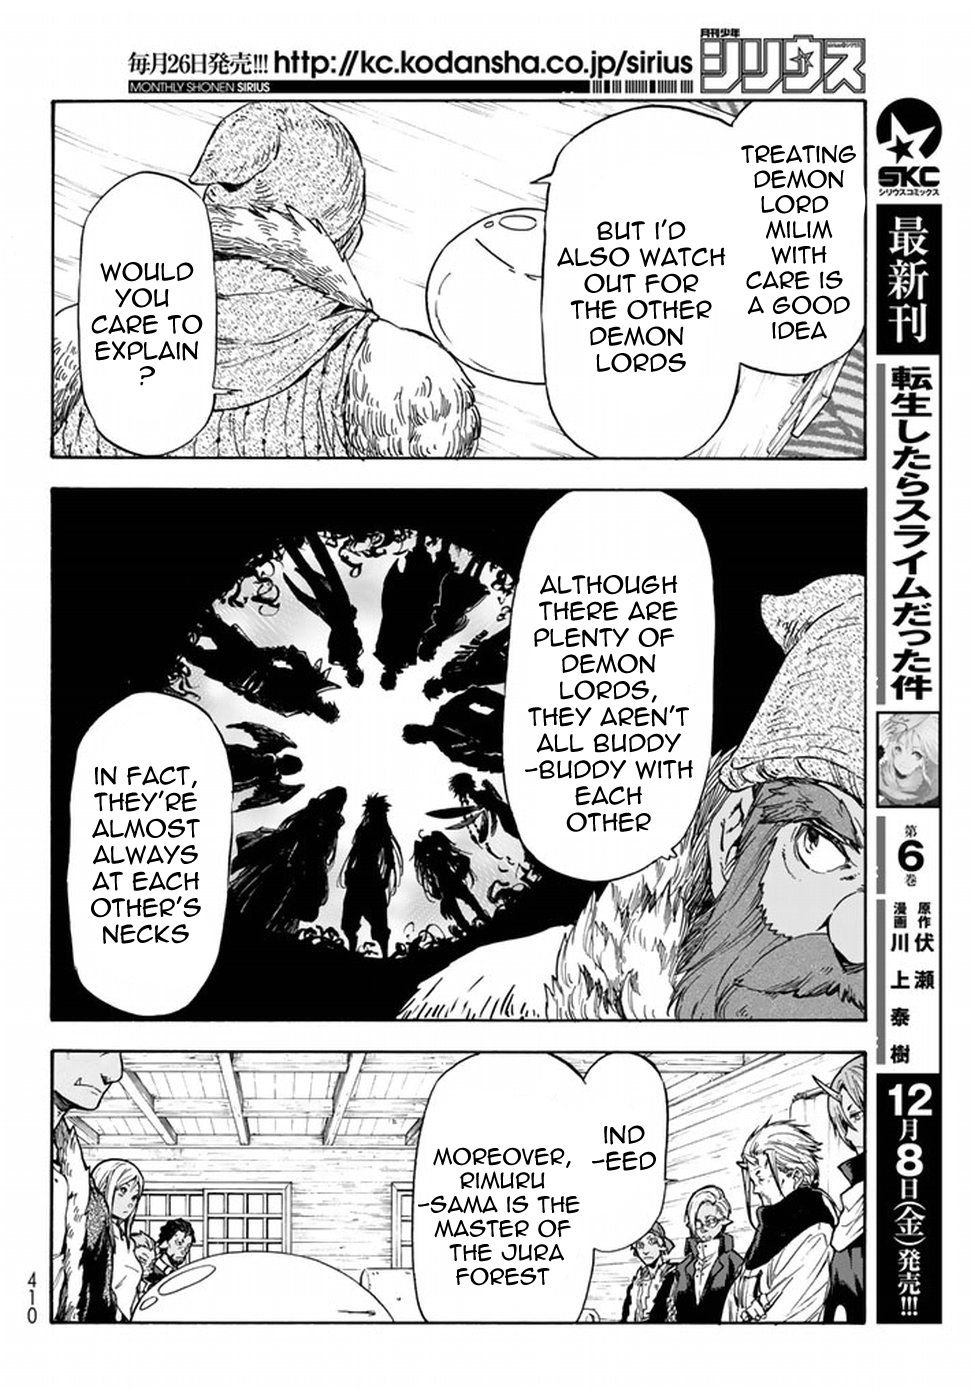 毎月26日発売!!! http://kc.kodansha.co.jp/sirius
MONTHLY SHONEN SIRIUS
月刊少年
シリウス
TREATING
DEMON
LORD
MILIM
WITH
CARE IS
A GOOD
IDEA
BUT I'D
ALSO WATCH
OUT FOR
THE OTHER
DEMON
LORDS
WOULD
YOU
CARE TO
EXPLAIN
?
ALTHOUGH
THERE ARE
PLENTY OF
DEMON
LORDS,
THEY AREN'T
ALL BUDDY
-BUDDY WITH
EACH
OTHER
IN FACT,
THEY'RE
ALMOST
ALWAYS
AT EACH
OTHER'S
NECKS
IND
-EED
MOREOVER,
RIMURU
-SAMA IS THE
MASTER OF
THE JURA
FOREST
410
SKC
シリウスコミックス
最新刊
転生したらスライムだった件
第6巻
原作 伏瀬
漫画 川上泰樹
12月8日(金)発売!!!